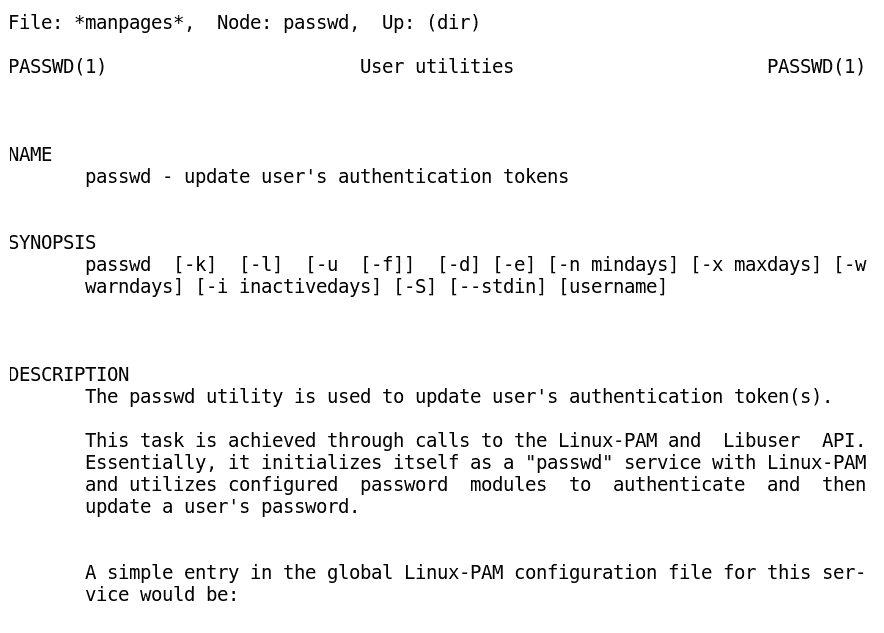 File: *manpages*,  Node: passwd,  Up: (dir)
PASSWD(1)                       User utilities                       PASSWD(1)
NAME
       passwd - update user's authentication tokens
SYNOPSIS
       passwd  [-k]  [-l]  [-u  [-f]]  [-d] [-e] [-n mindays] [-x maxdays] [-w
       warndays] [-i inactivedays] [-S] [--stdin] [username]
DESCRIPTION
       The passwd utility is used to update user's authentication token(s).
       This task is achieved through calls to the Linux-PAM and  Libuser  API.
       Essentially, it initializes itself as a "passwd" service with Linux-PAM
       and utilizes configured  password  modules  to  authenticate  and  then
       update a user's password.
       A simple entry in the global Linux-PAM configuration file for this ser-
       vice would be: